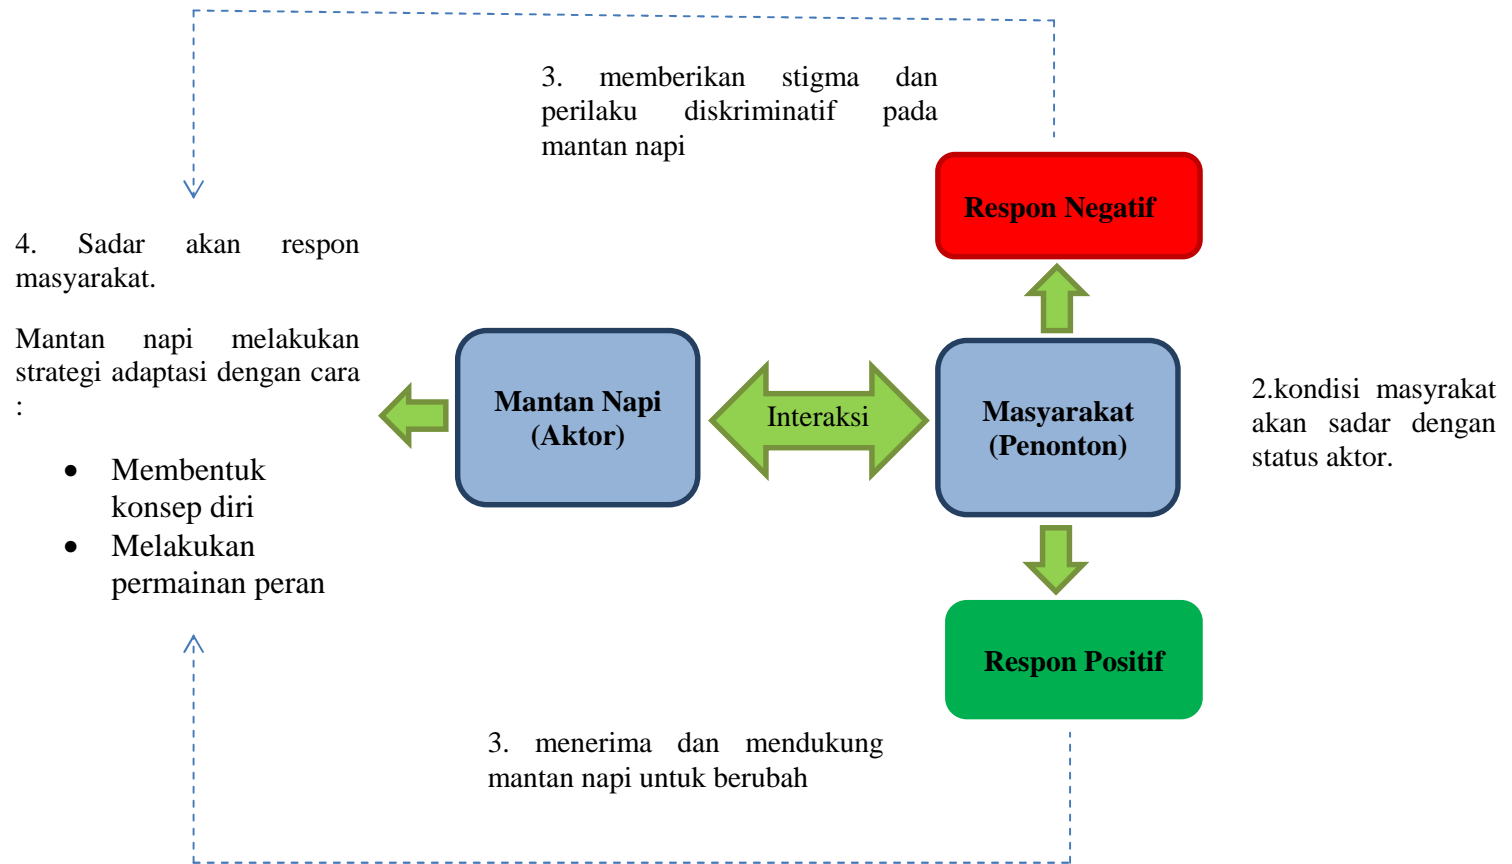 3. memberikan stigma dan
perilaku diskriminatif pada
mantan napi
Respon Negatif
4. Sadar akan respon
masyarakat.
Mantan napi melakukan
strategi adaptasi dengan cara
:
• Membentuk
konsep diri
• Melakukan
permainan peran
Mantan Napi
(Aktor)
Interaksi
Masyarakat
(Penonton)
2.kondisi masyrakat
akan sadar dengan
status aktor.
Respon Positif
3. menerima dan mendukung
mantan napi untuk berubah